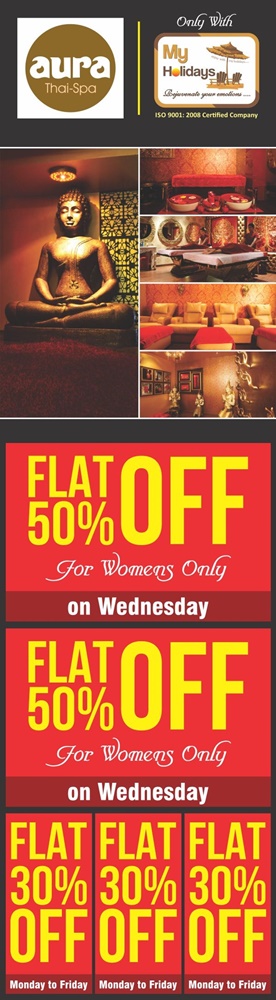 aura
Thai-Spa
Only With
My
Holidays
Rejuvenate your emotions ....
ISO 9001: 2008 Certified Company
FLAT
50% OFF
For Womens Only
on Wednesday
FLAT
50% OFF
For Womens Only
on Wednesday
FLAT
30%
OFF
Monday to Friday
FLAT
30%
OFF
Monday to Friday
FLAT
30%
OFF
Monday to Friday